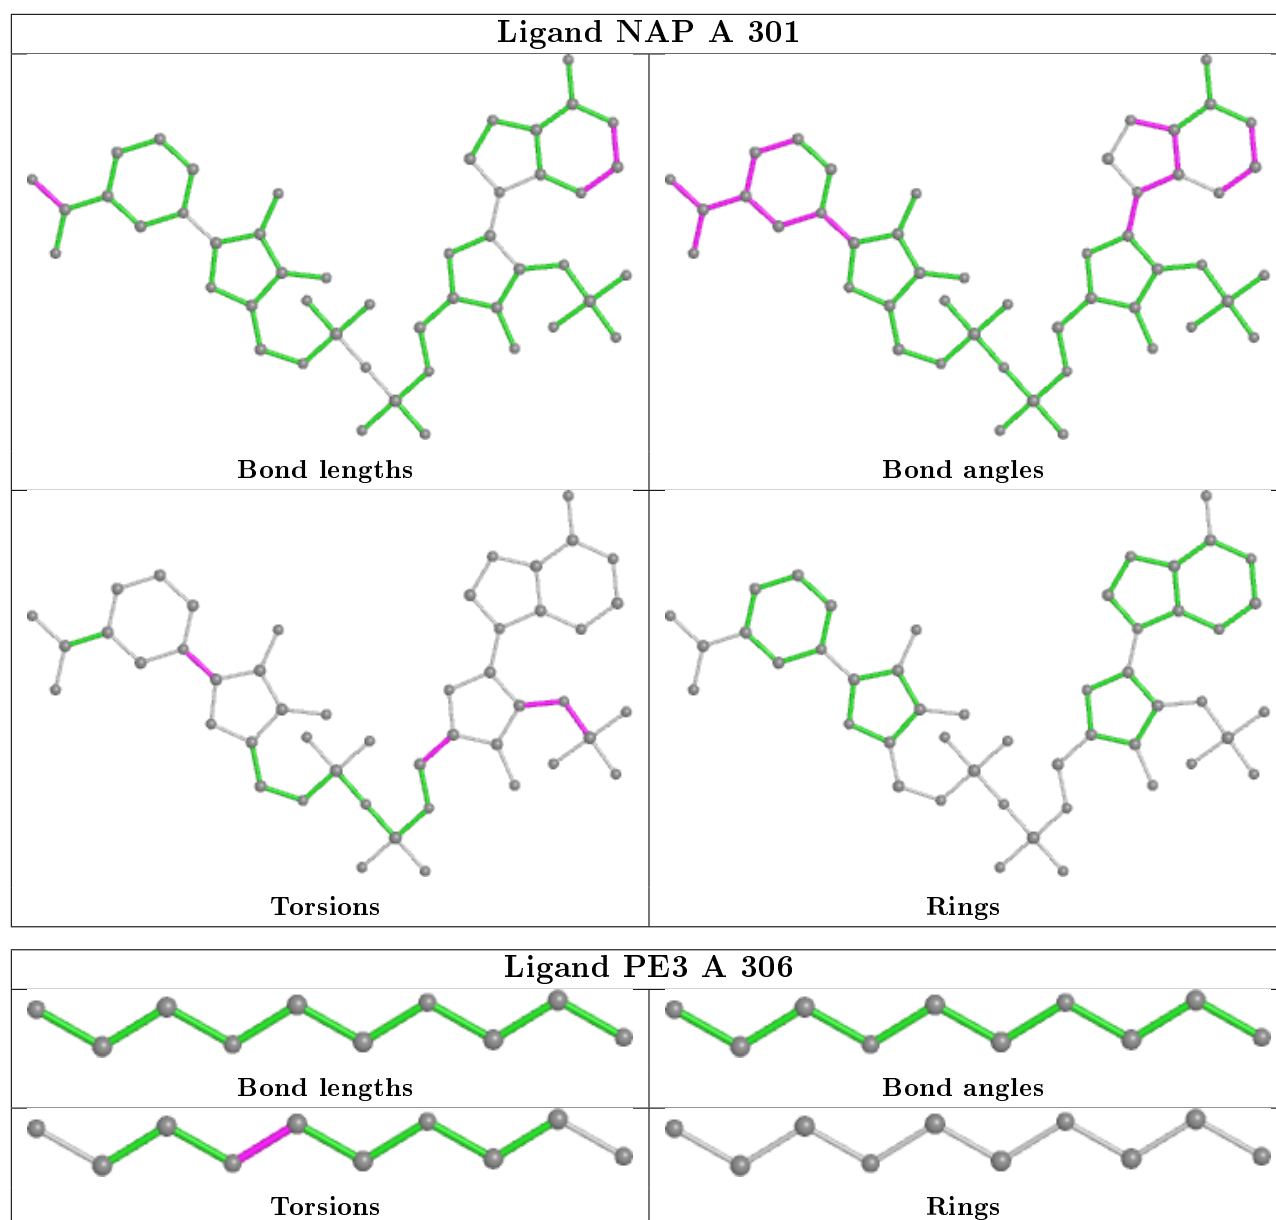 Ligand NAP A 301
Bond lengths
Bond angles
Torsions
Rings
Ligand PE3 A 306
Bond lengths
Bond angles
Torsions
Rings